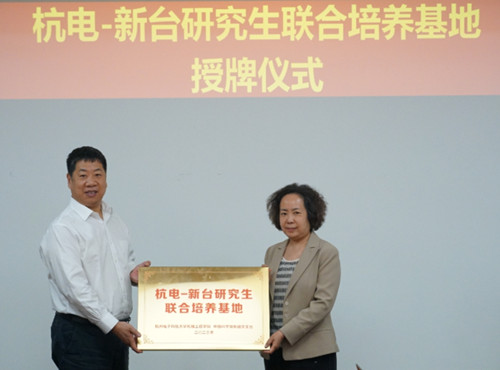 杭电-新台研究生联合培养基地
授牌仪式
杭电-新台研究生
联合培养基地